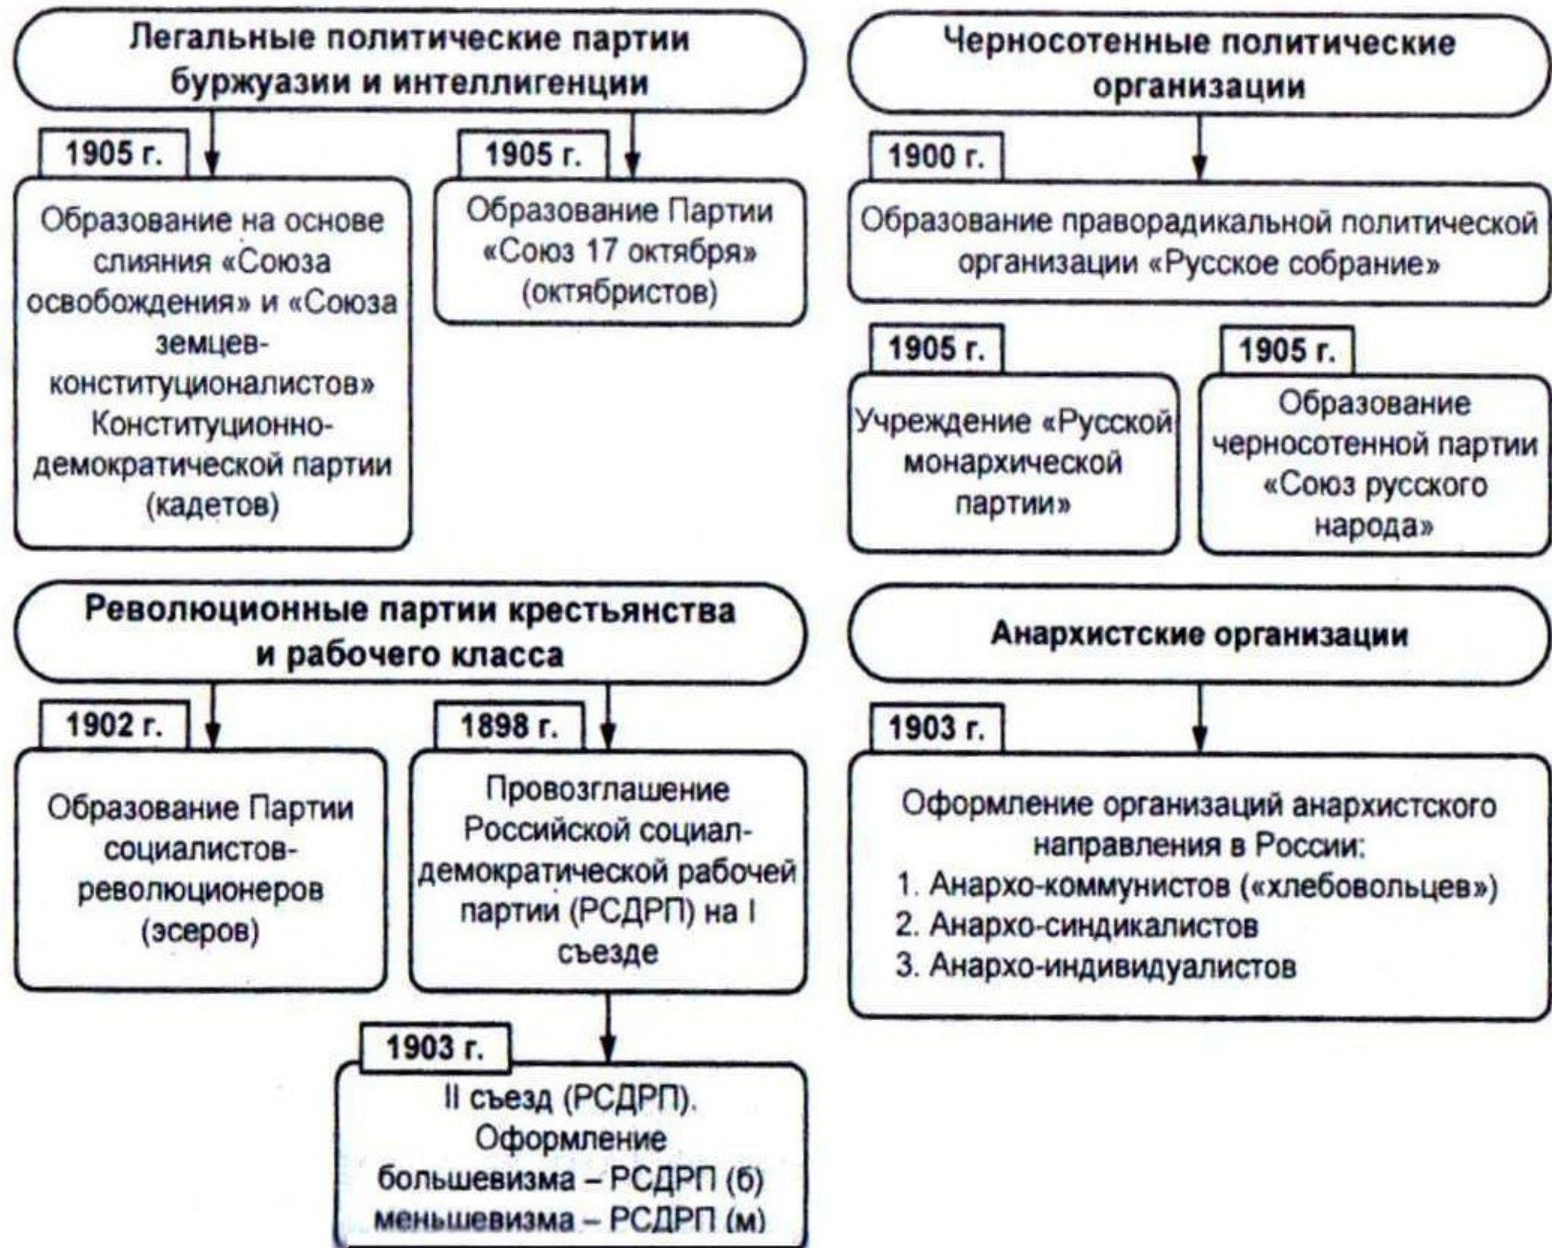 Легальные политические партии
буржуазии и интеллигенции
1905 г.
Образование на основе
слияния «Союза
освобождения» и «Союза
земцев-
конституционалистов»
Конституционно-
демократической партии
(кадетов)
1905 г.
Образование Партии
«Союз 17 октября»
(октябристов)
Черносотенные политические
организации
1900 г.
Образование праворадикальной политической
организации «Русское собрание»
1905 г.
Учреждение «Русской
монархической
партии»
1905 г.
Образование
черносотенной партии
«Союз русского
народа»
Революционные партии крестьянства
и рабочего класса
1902 г.
Образование Партии
социалистов-
революционеров
(эсеров)
1898 г.
Провозглашение
Российской социал-
демократической рабочей
партии (РСДРП) на I
съезде
1903 г.
II съезд (РСДРП).
Оформление
большевизма – РСДРП (б)
меньшевизма – РСДРП (м)
Анархистские организации
1903 г.
Оформление организаций анархистского
направления в России:
1. Анархо-коммунистов («хлебовольцев»)
2. Анархо-синдикалистов
3. Анархо-индивидуалистов